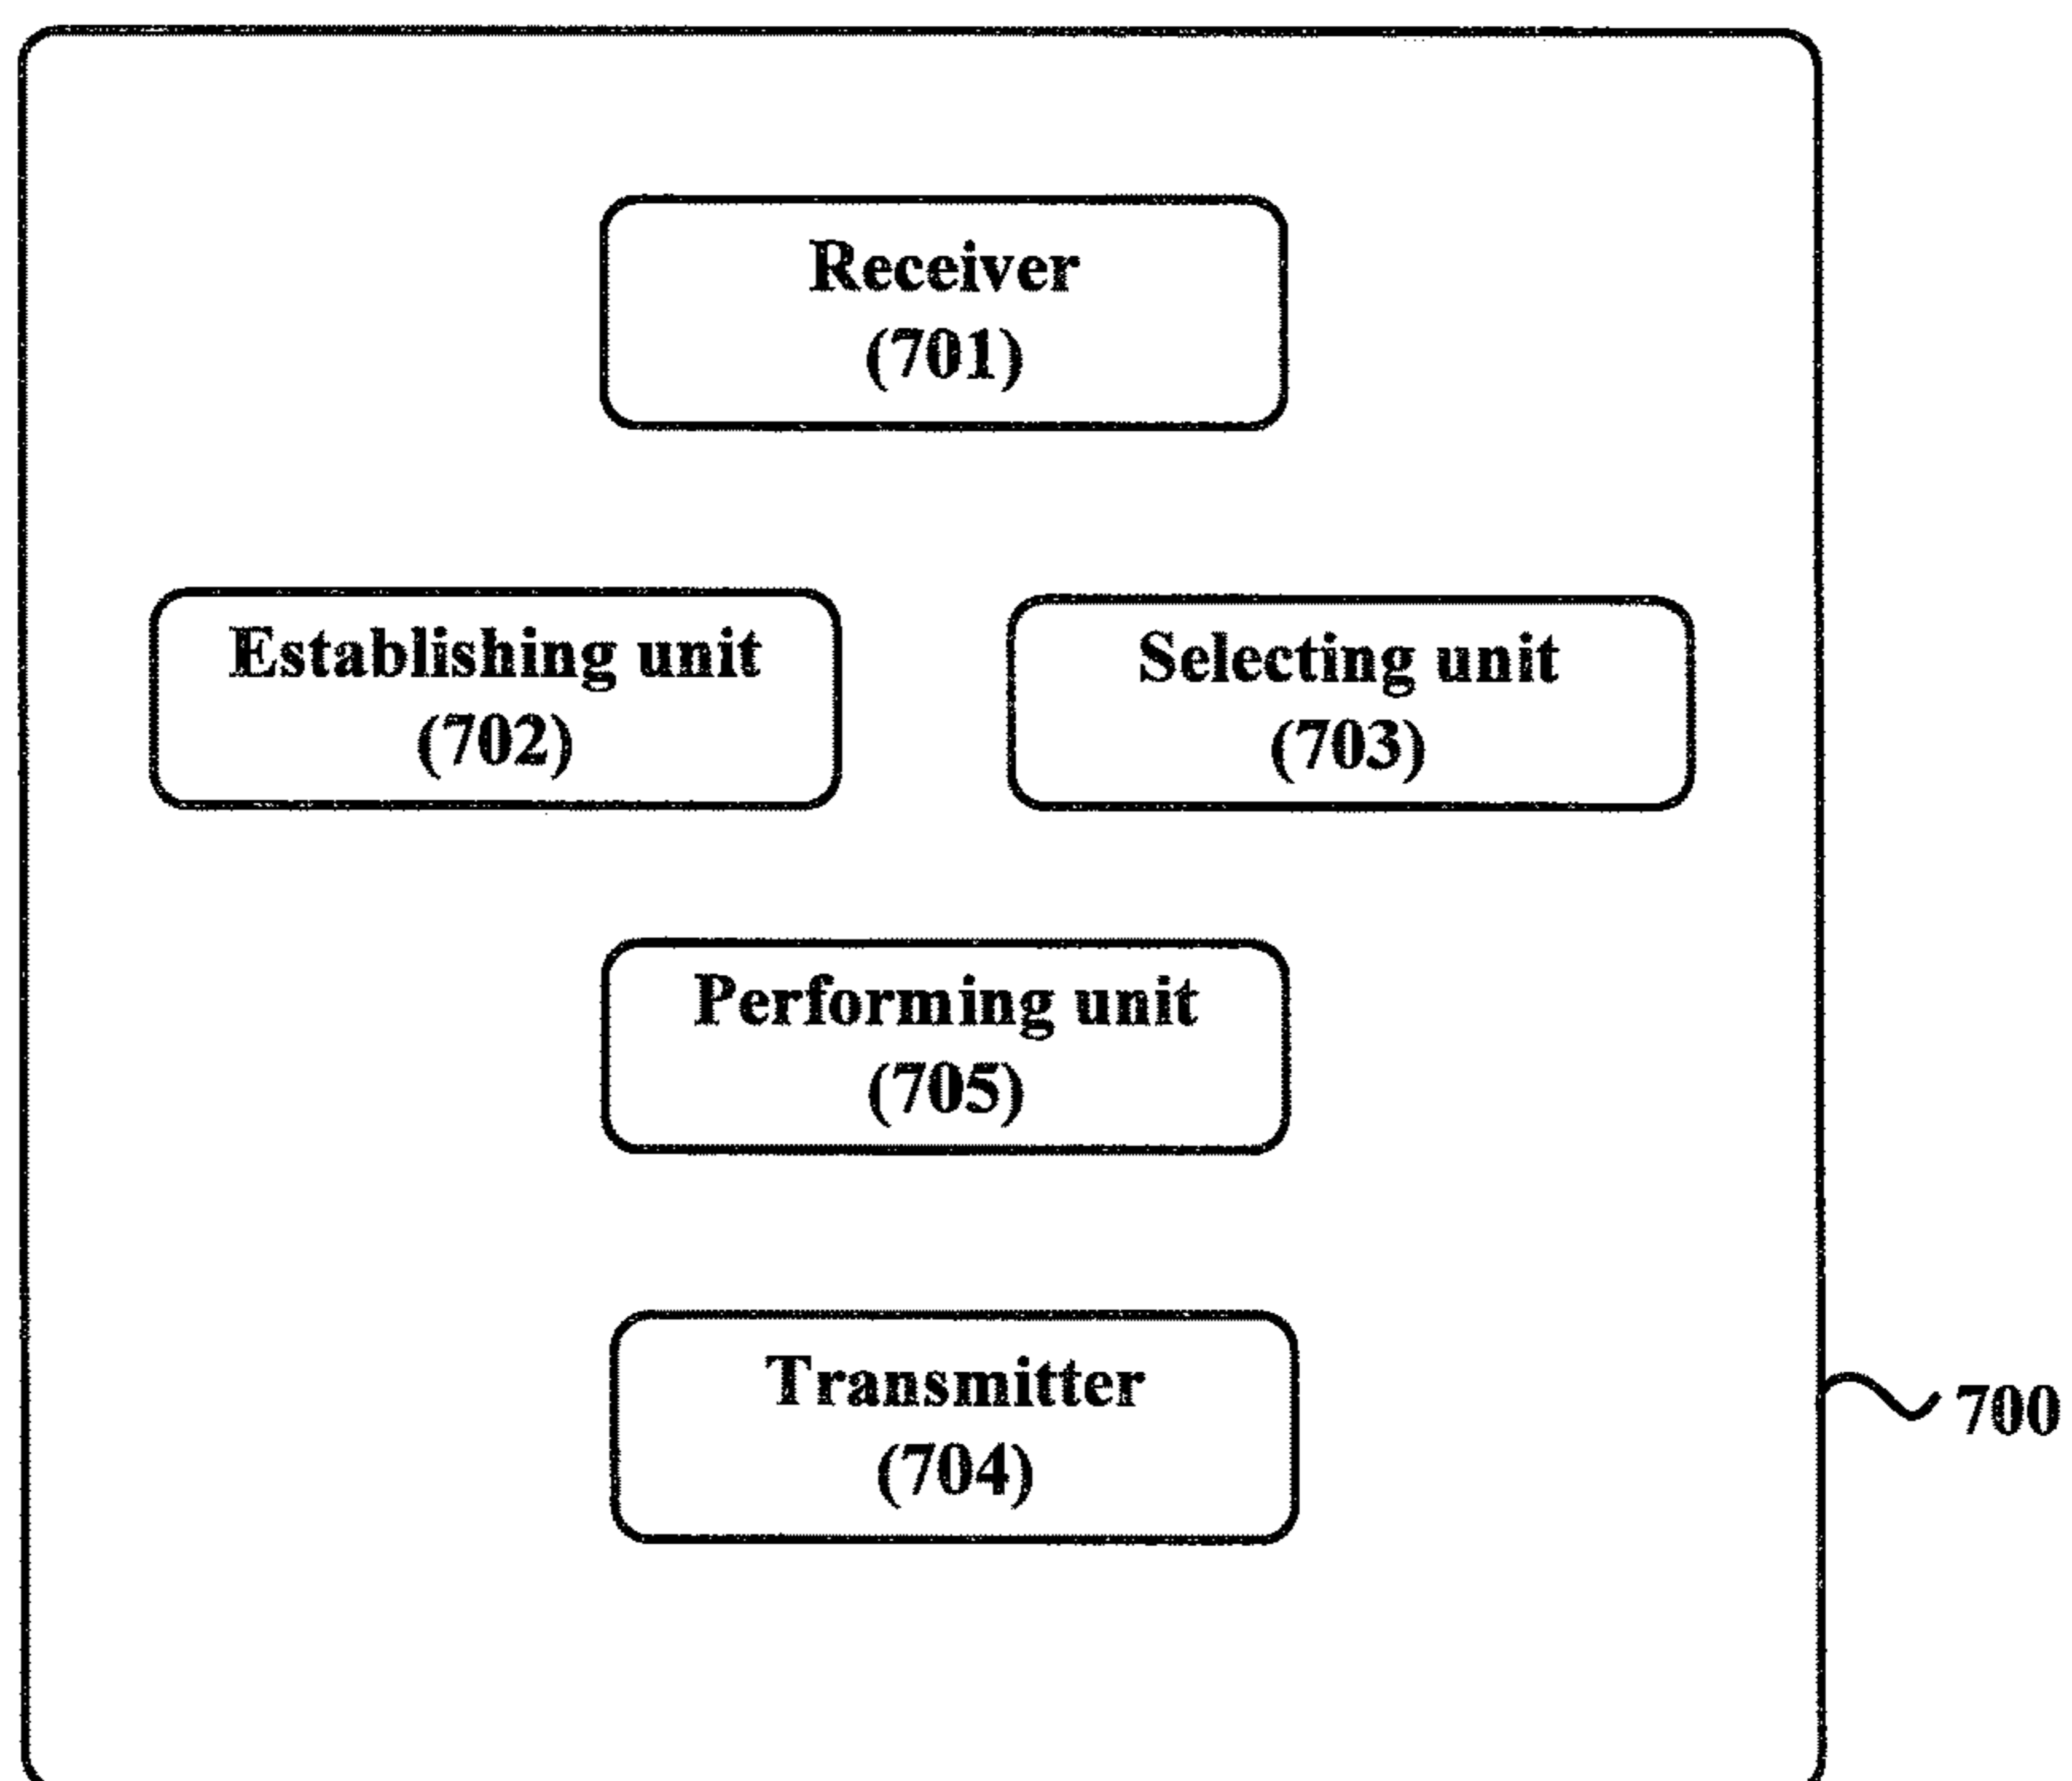 Receiver
(701)
Establishing unit
(702)
Selecting unit
(703)
Performing unit
(705)
Transmitter
(704)
700